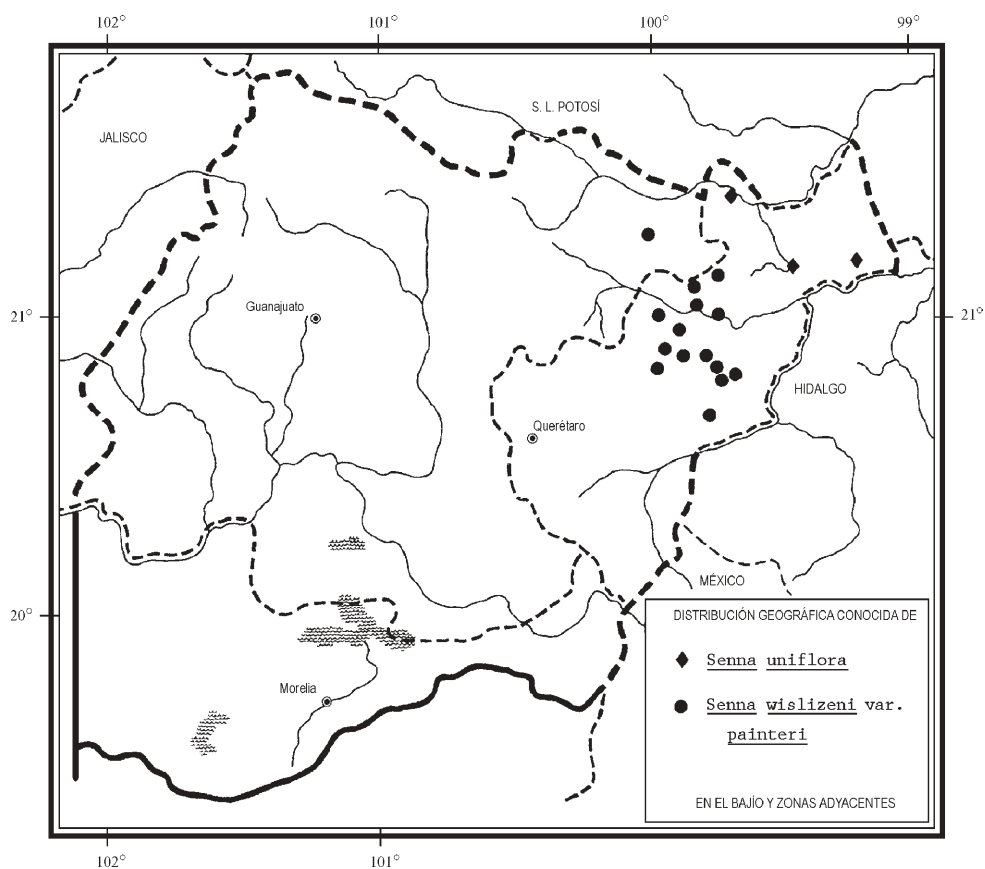 102° 101° 100° 99°
S. L. POTOSÍ
JALISCO
Guanajuato
21° 21°
HIDALGO
Querétaro
MÉXICO
20°
DISTRIBUCIÓN GEOGRÁFICA CONOCIDA DE
Senna uniflora
Morelia
Senna wislizeni var.
painteri
EN EL BAJÍO Y ZONAS ADYACENTES
102° 101°